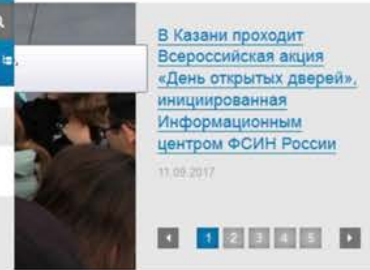 В Казани проходит
Всероссийская акция
«День открытых дверей»,
инициированная
Информационным
центром ФСИН России
11.09.2017
1 2 3 4 5